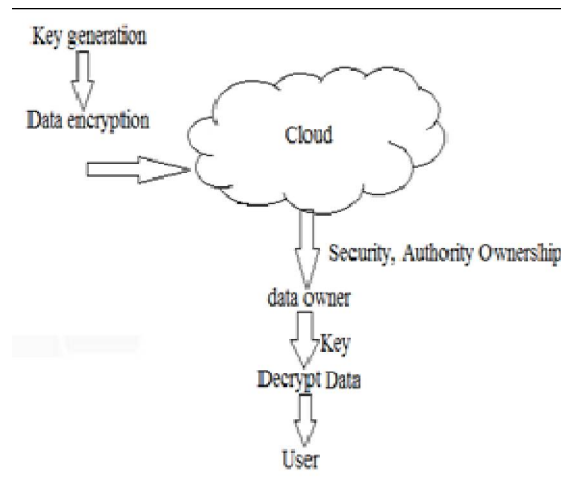 Key generation
Data encryption
Cloud
Security, Authority Ownership
data owner
Key
Decrypt Data
User